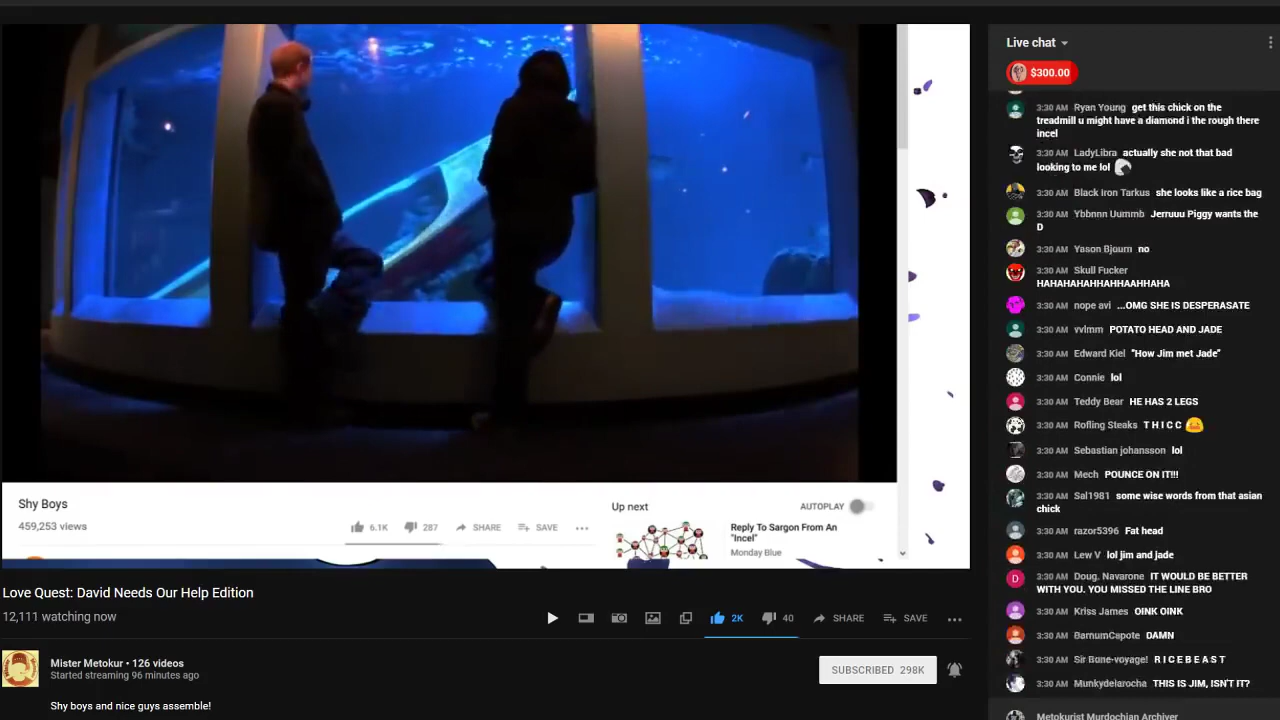 Shy Boys
459,253 views
6.1K
287
SHARE
SAVE
Up next
AUTOPLAY
Reply To Sargon From An
"Incel"
Monday Blue
Love Quest: David Needs Our Help Edition
12,111 watching now
2K
40
SHARE
SAVE
Mister Metokur • 126 videos
Started streaming 96 minutes ago
SUBSCRIBED 298K
Shy boys and nice guys assemble!
Live chat
$300.00
3:30 AM Ryan Young get this chick on the
treadmill u might have a diamond i the rough there
incel
3:30 AM LadyLibra actually she not that bad
looking to me lol
3:30 AM Black Iron Tarkus she looks like a rice bag
3:30 AM Ybbnnn Uummb Jerruuu Piggy wants the
D
3:30 AM Yason Bjourn no
3:30 AM Skull Fucker
HAHAHAHAHHAHHAAHHAHA
3:30 AM nope avi ...OMG SHE IS DESPERASATE
3:30 AM vvlmm POTATO HEAD AND JADE
3:30 AM Edward Kiel "How Jim met Jade"
3:30 AM Connie lol
3:30 AM Teddy Bear HE HAS 2 LEGS
3:30 AM Rofling Steaks T H I C C
3:30 AM Sebastian johansson lol
3:30 AM Mech POUNCE ON IT!!!
3:30 AM Sal1981 some wise words from that asian
chick
3:30 AM razor5396 Fat head
3:30 AM Lew V lol jim and jade
D
3:30 AM Doug. Navarone IT WOULD BE BETTER
WITH YOU. YOU MISSED THE LINE BRO
3:30 AM Kriss James OINK OINK
3:30 AM BarnumCapote DAMN
3:30 AM Sir Bone-voyage! R I C E B E A S T
3:30 AM Munkydelarocha THIS IS JIM, ISN'T IT?
Metokurist Murdochian Archiver